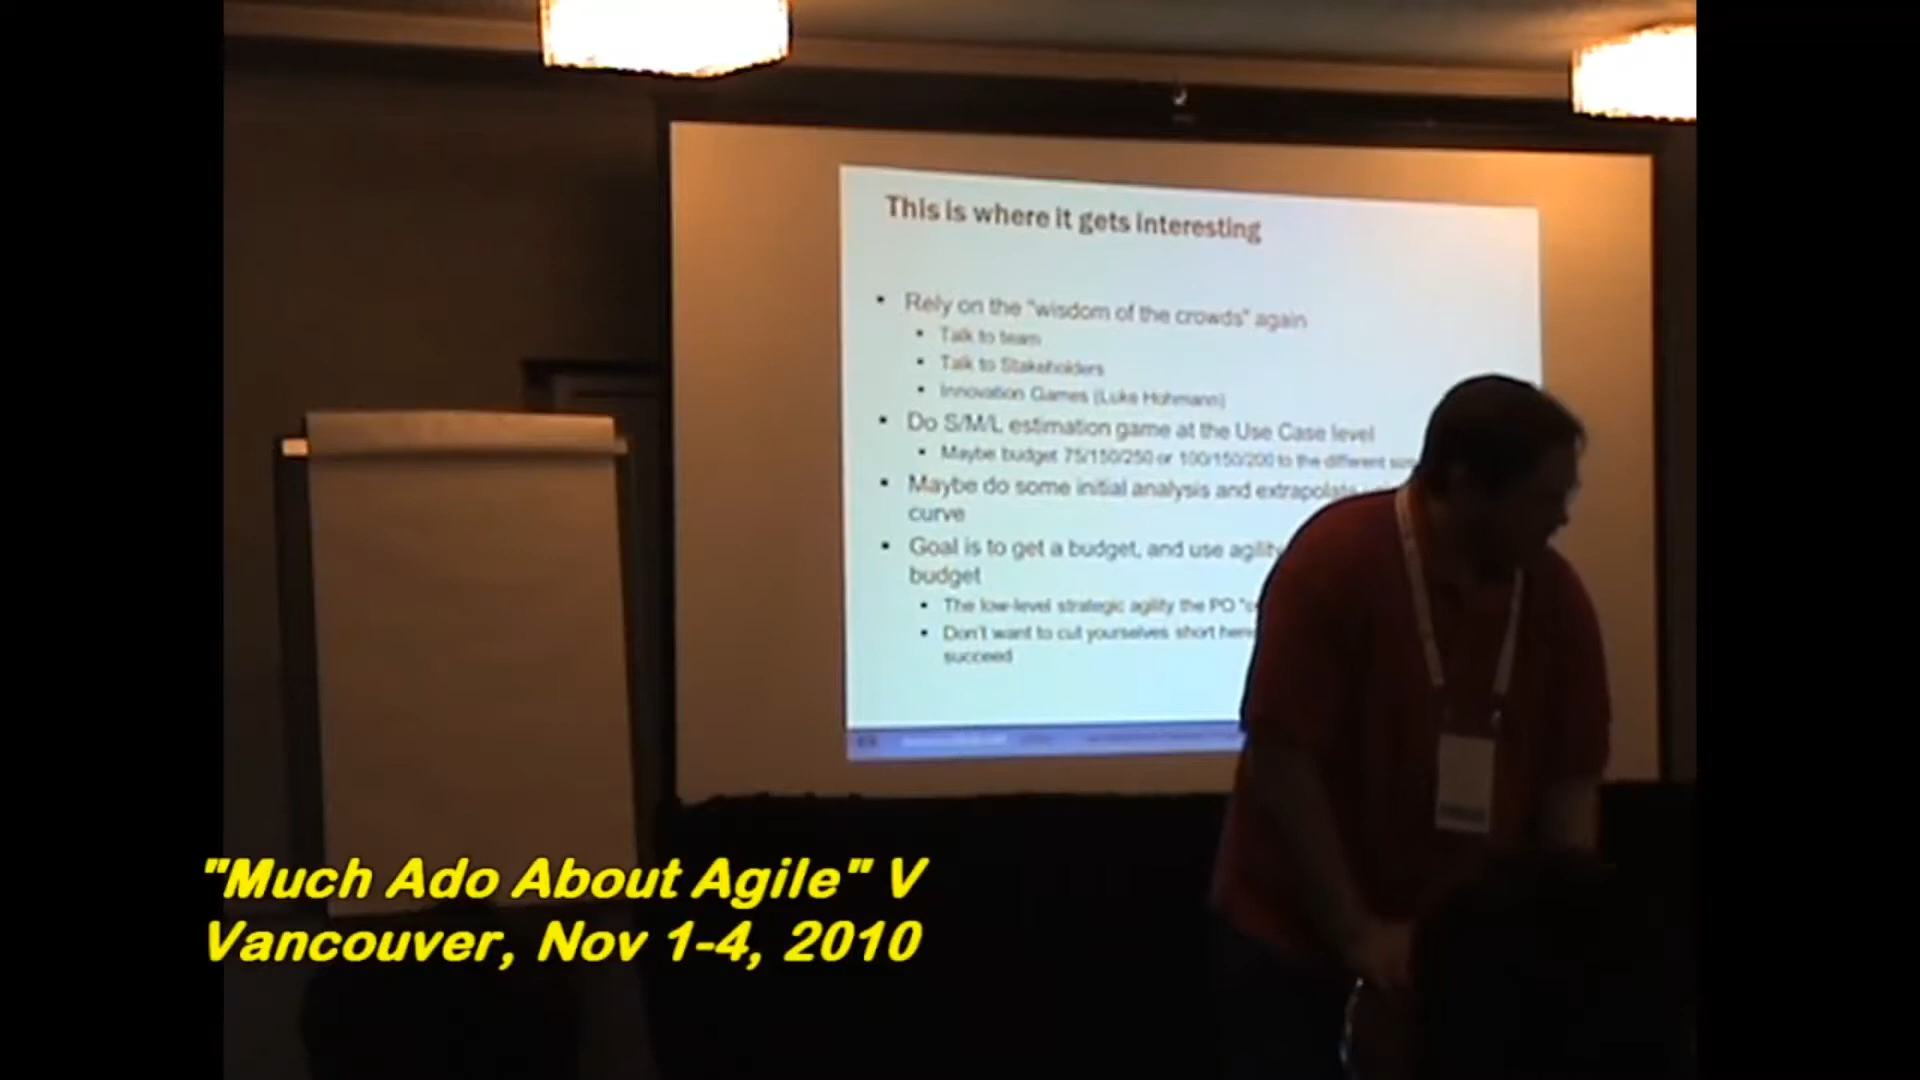 This is where it gets interesting
Rely on the "wisdom of the crowds" again
Talk to team
Talk to Stakeholders
Innovation Games (Luke Hohmann)
Do S/M/L estimation game at the Use Case level
Maybe budget 75/150/250 or 100/150/200 to the different
Maybe do some initial analysis and extrapolate
curve
Goal is to get a budget, and use agility
budget
The low-level strategic agility the PO
Don't want to cut yourselves short here
succeed
"Much Ado About Agile" V
Vancouver, Nov 1-4, 2010